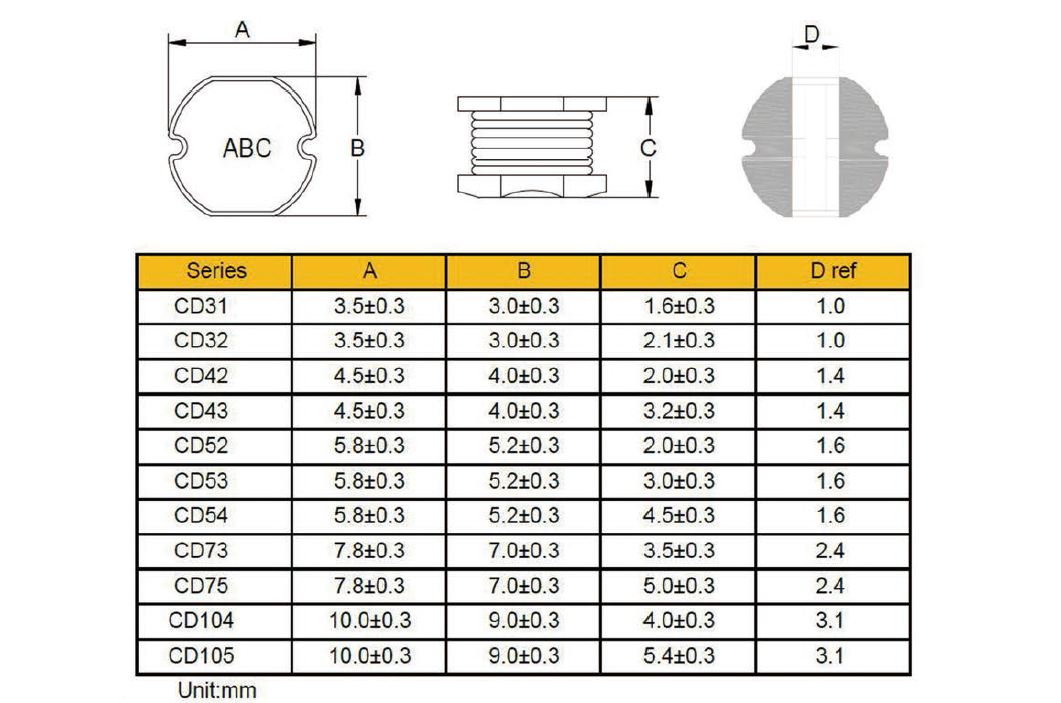 A
D
ABC
B
C
Series A B C D ref
CD31 3.5±0.3 3.0±0.3 1.6±0.3 1.0
CD32 3.5±0.3 3.0±0.3 2.1±0.3 1.0
CD42 4.5±0.3 4.0±0.3 2.0±0.3 1.4
CD43 4.5±0.3 4.0±0.3 3.2±0.3 1.4
CD52 5.8±0.3 5.2±0.3 2.0±0.3 1.6
CD53 5.8±0.3 5.2±0.3 3.0±0.3 1.6
CD54 5.8±0.3 5.2±0.3 4.5±0.3 1.6
CD73 7.8±0.3 7.0±0.3 3.5±0.3 2.4
CD75 7.8±0.3 7.0±0.3 5.0±0.3 2.4
CD104 10.0±0.3 9.0±0.3 4.0±0.3 3.1
CD105 10.0±0.3 9.0±0.3 5.4±0.3 3.1
Unit:mm